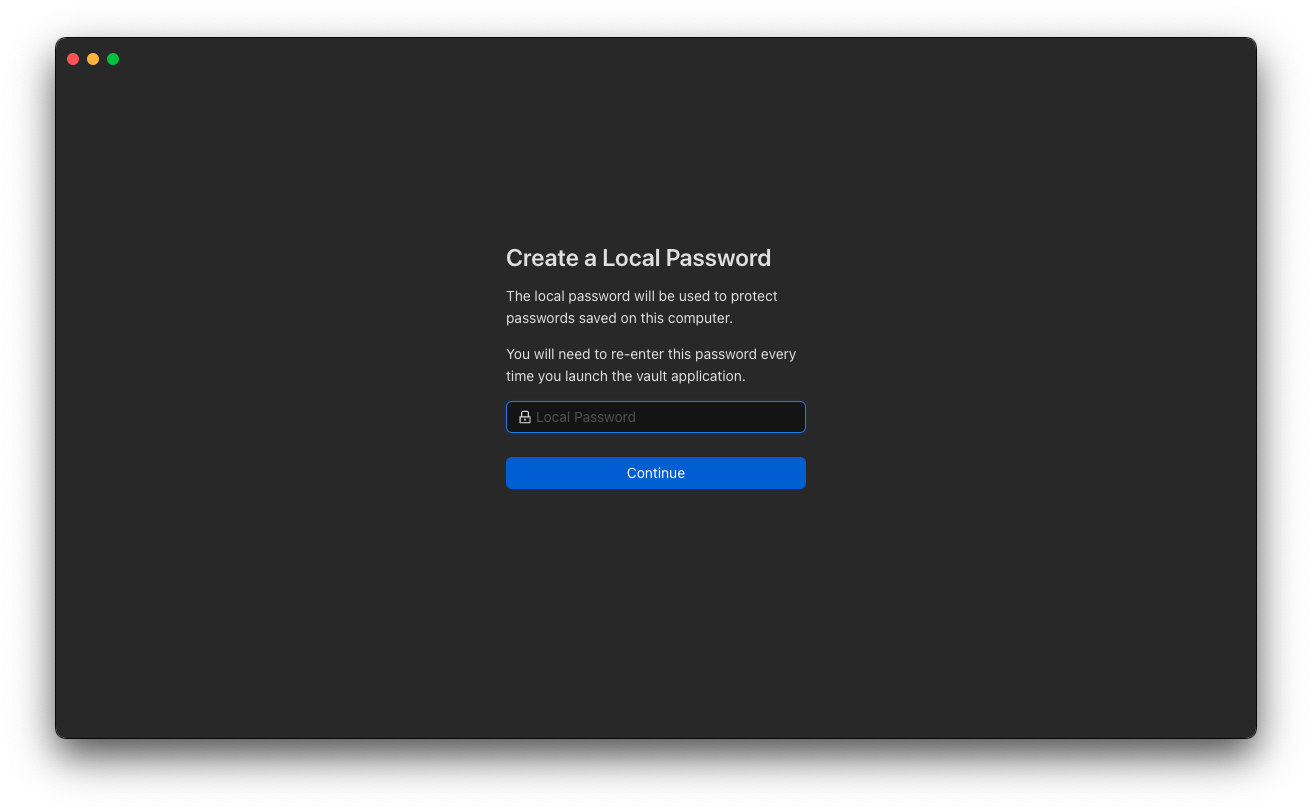 Create a Local Password
The local password will be used to protect
passwords saved on this computer.
You will need to re-enter this password every
time you launch the vault application.
Local Password
Continue